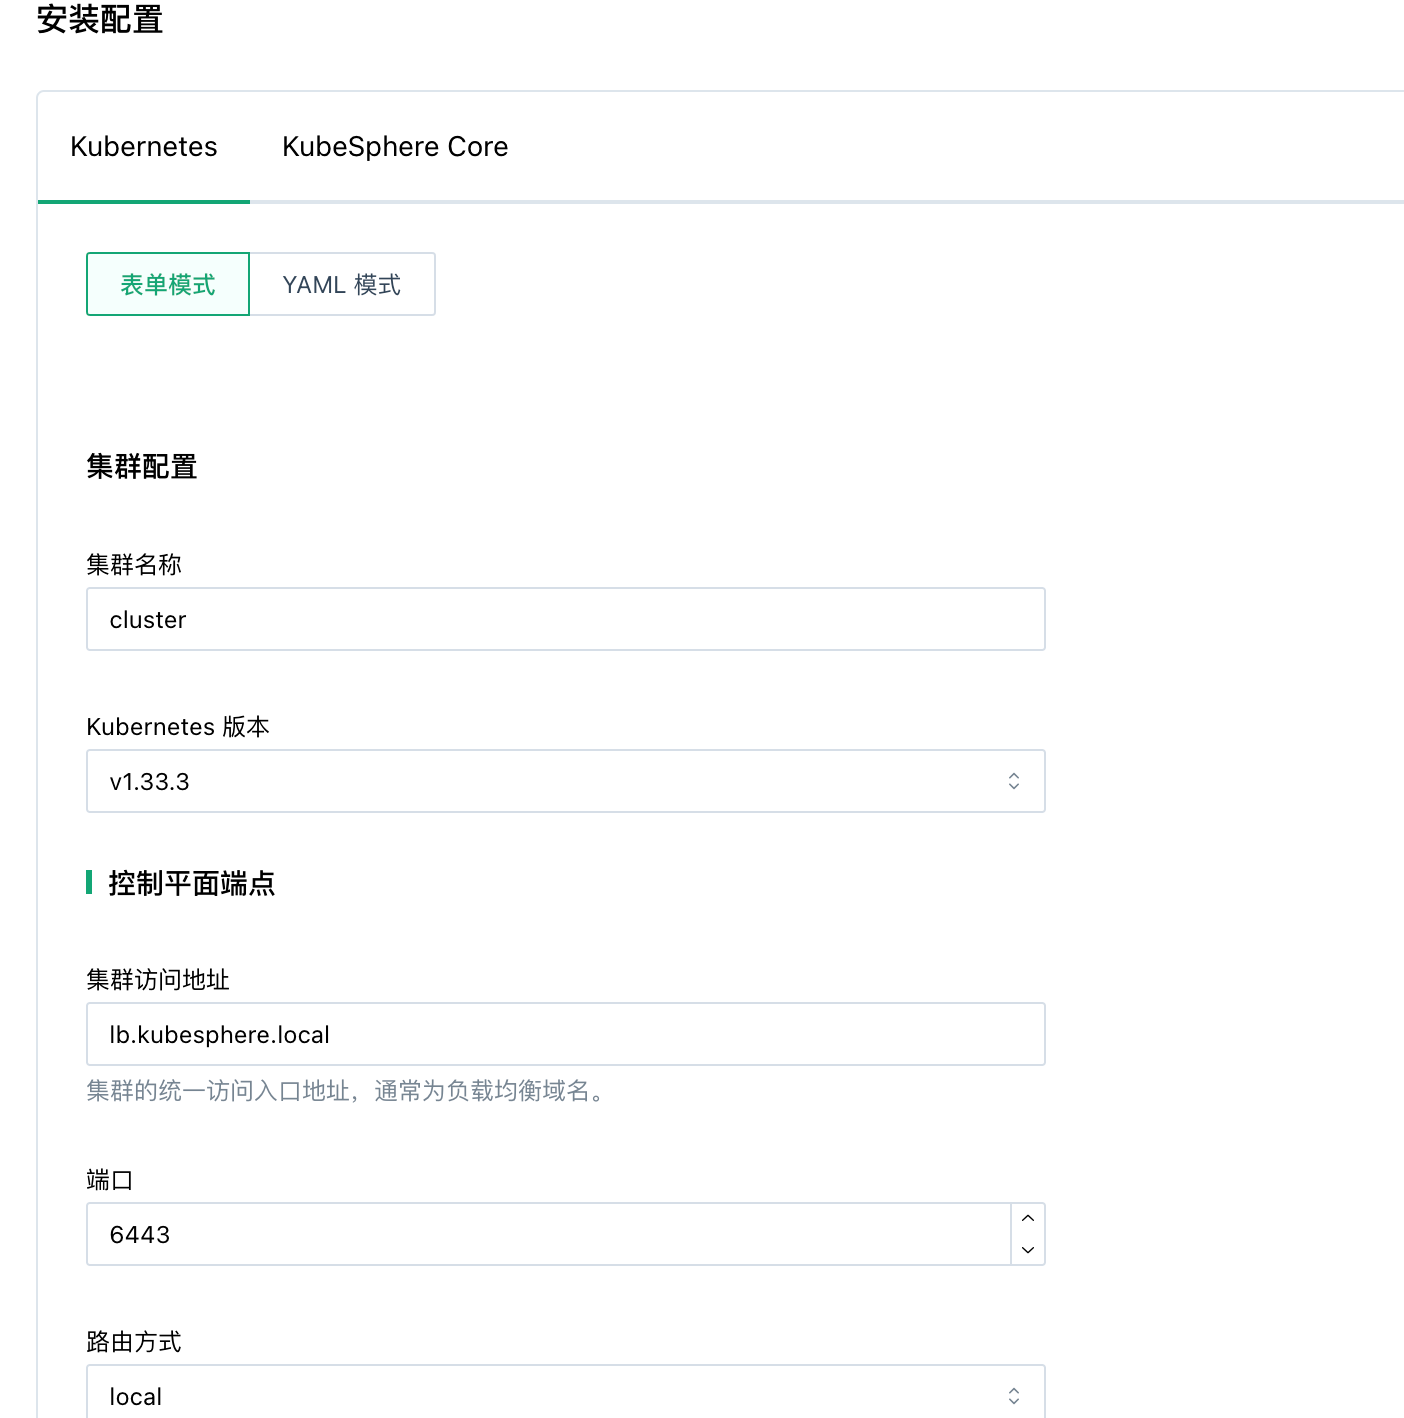 安装配置
Kubernetes KubeSphere Core
表单模式 YAML 模式
集群配置
集群名称
cluster
Kubernetes 版本
v1.33.3
控制平面端点
集群访问地址
lb.kubesphere.local
集群的统一访问入口地址，通常为负载均衡域名。
端口
6443
路由方式
local